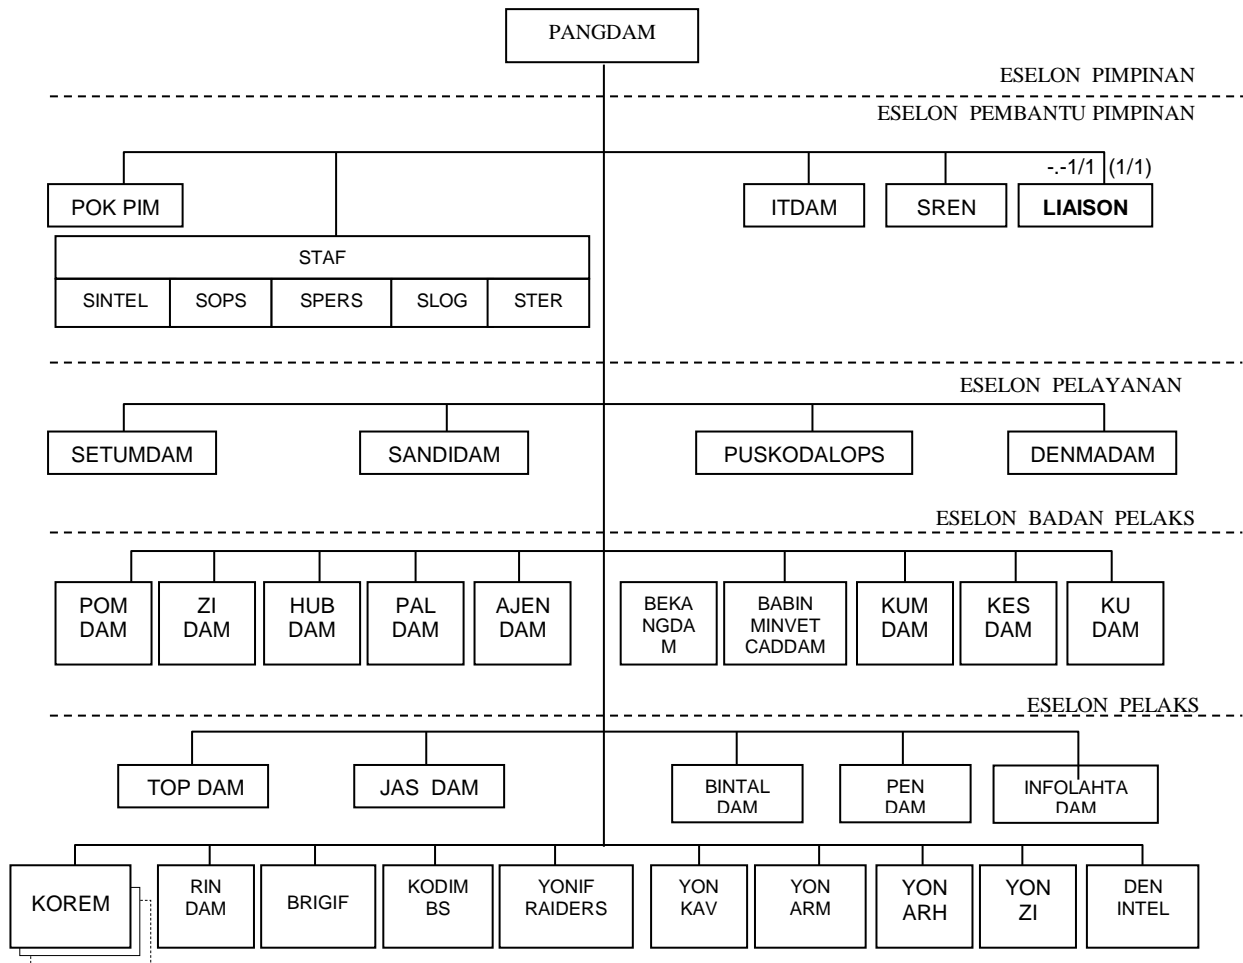 PANGDAM
ESELON PIMPINAN
ESELON PEMBANTU PIMPINAN
-.-1/1 (1/1)
POK PIM
ITDAM
SREN
LIAISON
STAF
SINTEL
SOPS
SPERS
SLOG
STER
ESELON PELAYANAN
SETUMDAM
SANDIDAM
PUSKODALOPS
DENMADAM
ESELON BADAN PELAKS
POM
DAM
ZI
DAM
HUB
DAM
PAL
DAM
AJEN
DAM
BEKA
NGDA
M
BABIN
MINVET
CADDAM
KUM
DAM
KES
DAM
KU
DAM
ESELON PELAKS
TOP DAM
JAS DAM
BINTAL
DAM
PEN
DAM
INFOLAHTA
DAM
KOREM
RIN
DAM
BRIGIF
KODIM
BS
YONIF
RAIDERS
YON
KAV
YON
ARM
YON
ARH
YON
ZI
DEN
INTEL